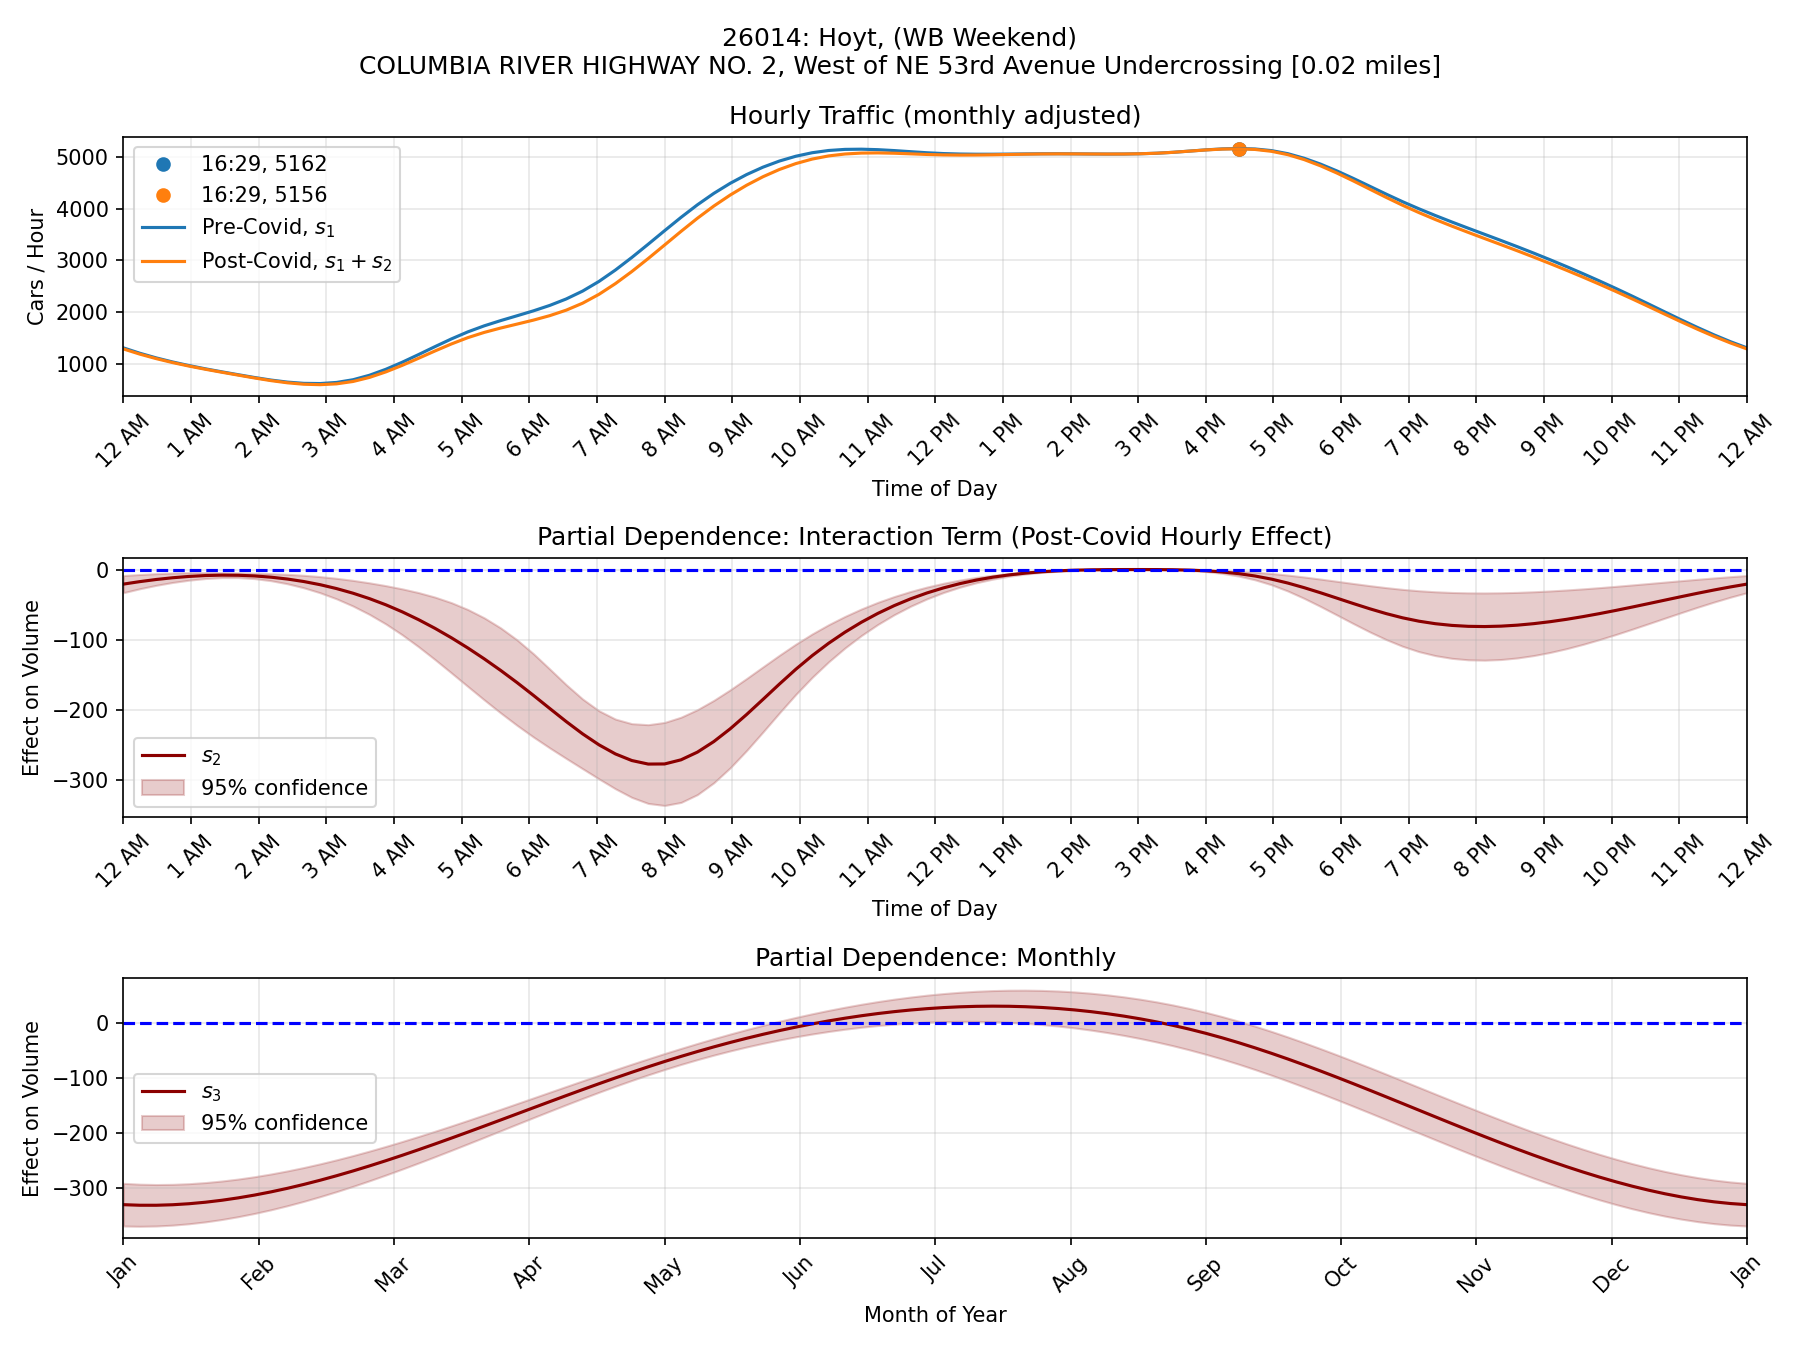 26014: Hoyt, (WB Weekend)
COLUMBIA RIVER HIGHWAY NO. 2, West of NE 53rd Avenue Undercrossing [0.02 miles]
Hourly Traffic (monthly adjusted)
5000
4000
3000
2000
1000
Cars / Hour
16:29, 5162
16:29, 5156
Pre-Covid, s₁
Post-Covid, s₁ + s₂
12 AM 1 AM 2 AM 3 AM 4 AM 5 AM 6 AM 7 AM 8 AM 9 AM 10 AM 11 AM 12 PM 1 PM 2 PM 3 PM 4 PM 5 PM 6 PM 7 PM 8 PM 9 PM 10 PM 11 PM 12 AM
Time of Day
Partial Dependence: Interaction Term (Post-Covid Hourly Effect)
0
−100
−200
−300
Effect on Volume
s₂
95% confidence
12 AM 1 AM 2 AM 3 AM 4 AM 5 AM 6 AM 7 AM 8 AM 9 AM 10 AM 11 AM 12 PM 1 PM 2 PM 3 PM 4 PM 5 PM 6 PM 7 PM 8 PM 9 PM 10 PM 11 PM 12 AM
Time of Day
Partial Dependence: Monthly
0
−100
−200
−300
Effect on Volume
s₃
95% confidence
Jan Feb Mar Apr May Jun Jul Aug Sep Oct Nov Dec Jan
Month of Year